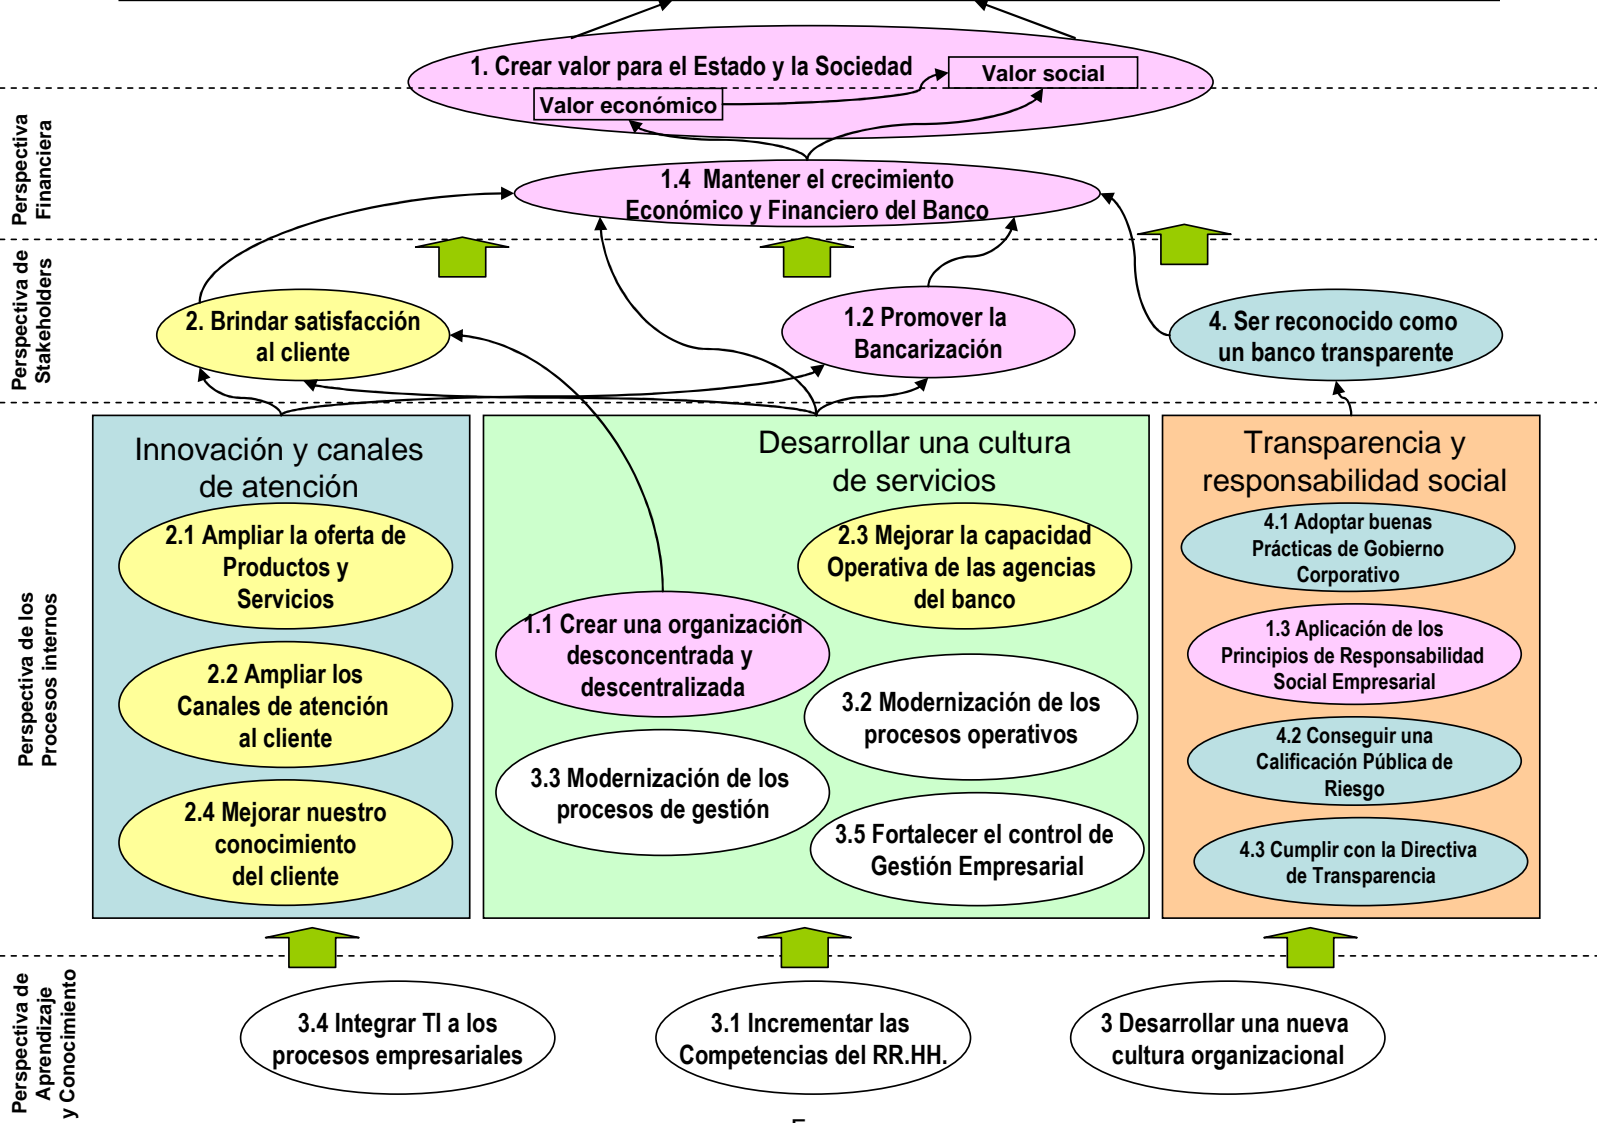 1. Crear valor para el Estado y la Sociedad
Valor social
Valor económico
Perspectiva
Financiera
1.4 Mantener el crecimiento
Económico y Financiero del Banco
Perspectiva de
Stakeholders
2. Brindar satisfacción
al cliente
1.2 Promover la
Bancarización
4. Ser reconocido como
un banco transparente
Perspectiva de los
Procesos internos
Innovación y canales
de atención
2.1 Ampliar la oferta de
Productos y
Servicios
2.2 Ampliar los
Canales de atención
al cliente
2.4 Mejorar nuestro
conocimiento
del cliente
Desarrollar una cultura
de servicios
2.3 Mejorar la capacidad
Operativa de las agencias
del banco
1.1 Crear una organización
desconcentrada y
descentralizada
3.2 Modernización de los
procesos operativos
3.3 Modernización de los
procesos de gestión
3.5 Fortalecer el control de
Gestión Empresarial
Transparencia y
responsabilidad social
4.1 Adoptar buenas
Prácticas de Gobierno
Corporativo
1.3 Aplicación de los
Principios de Responsabilidad
Social Empresarial
4.2 Conseguir una
Calificación Pública de
Riesgo
4.3 Cumplir con la Directiva
de Transparencia
Perspectiva de
Aprendizaje
y Conocimiento
3.4 Integrar TI a los
procesos empresariales
3.1 Incrementar las
Competencias del RR.HH.
3 Desarrollar una nueva
cultura organizacional